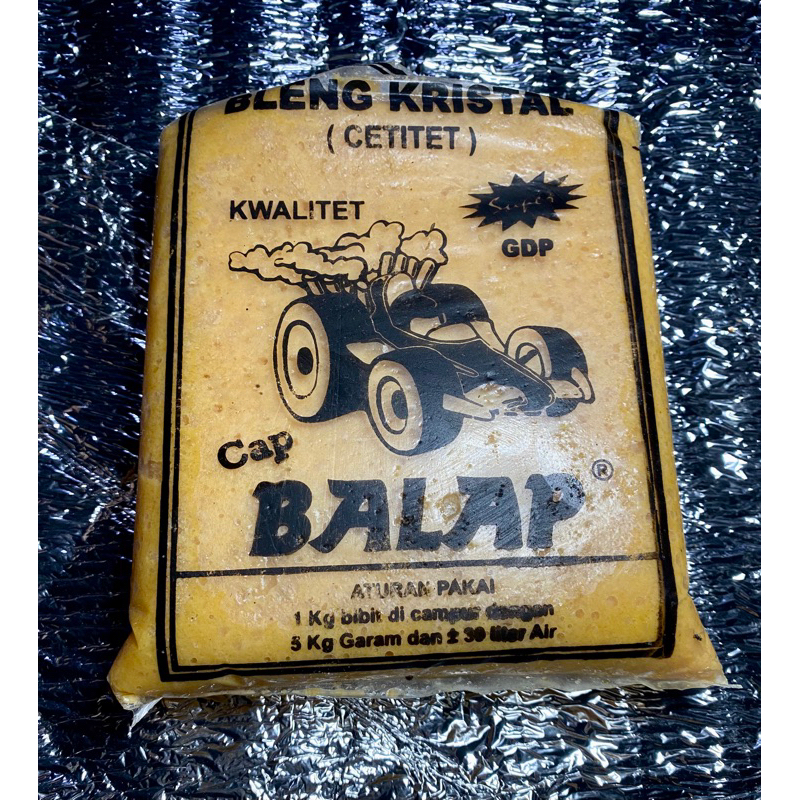 BLENG KRISTAL
( CETITET )
KWALITET
Super
GDP
Cap
BALAP ®
ATURAN PAKAI
1 Kg bibit di campur dengan
5 Kg Garam dan ± 30 liter Air